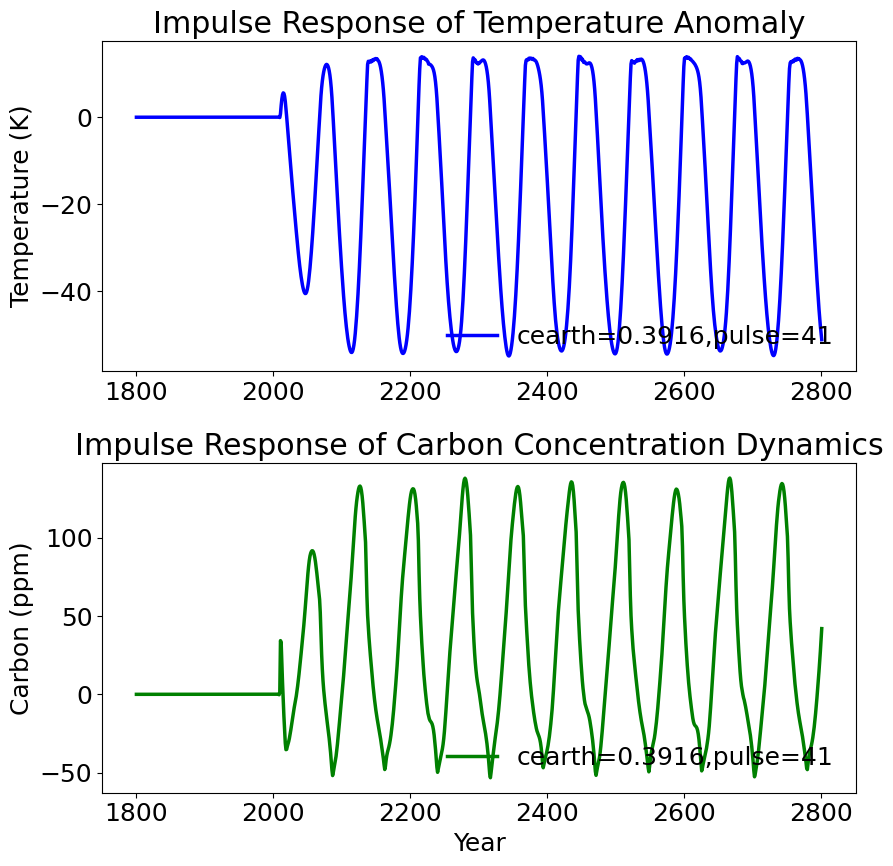 Impulse Response of Temperature Anomaly
Temperature (K)
0
−20
−40
cearth=0.3916,pulse=41
1800 2000 2200 2400 2600 2800
Impulse Response of Carbon Concentration Dynamics
Carbon (ppm)
100
50
0
−50
cearth=0.3916,pulse=41
1800 2000 2200 2400 2600 2800
Year